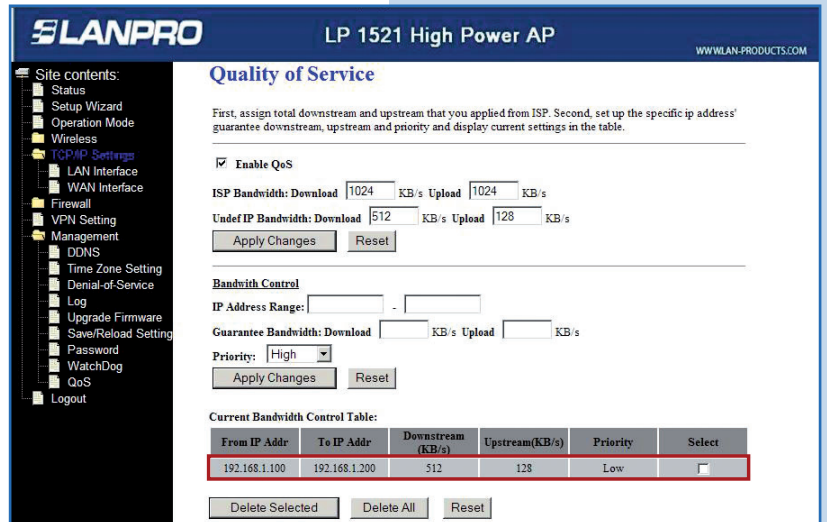 LANPRO
LP 1521 High Power AP
WWW.LAN-PRODUCTS.COM
Site contents:
Status
Setup Wizard
Operation Mode
Wireless
TCP/IP Settings
LAN Interface
WAN Interface
Firewall
VPN Setting
Management
DDNS
Time Zone Setting
Denial-of-Service
Log
Upgrade Firmware
Save/Reload Setting
Password
WatchDog
QoS
Logout
Quality of Service
First, assign total downstream and upstream that you applied from ISP. Second, set up the specific ip address'
guarantee downstream, upstream and priority and display current settings in the table.
Enable QoS
ISP Bandwidth: Download 1024 KB/s Upload 1024 KB/s
Undef IP Bandwidth: Download 512 KB/s Upload 128 KB/s
Apply Changes Reset
Bandwith Control
IP Address Range: -
Guarantee Bandwidth: Download KB/s Upload KB/s
Priority: High
Apply Changes Reset
Current Bandwidth Control Table:
From IP Addr To IP Addr Downstream (KB/s) Upstream(KB/s) Priority Select
192.168.1.100 192.168.1.200 512 128 Low
Delete Selected Delete All Reset